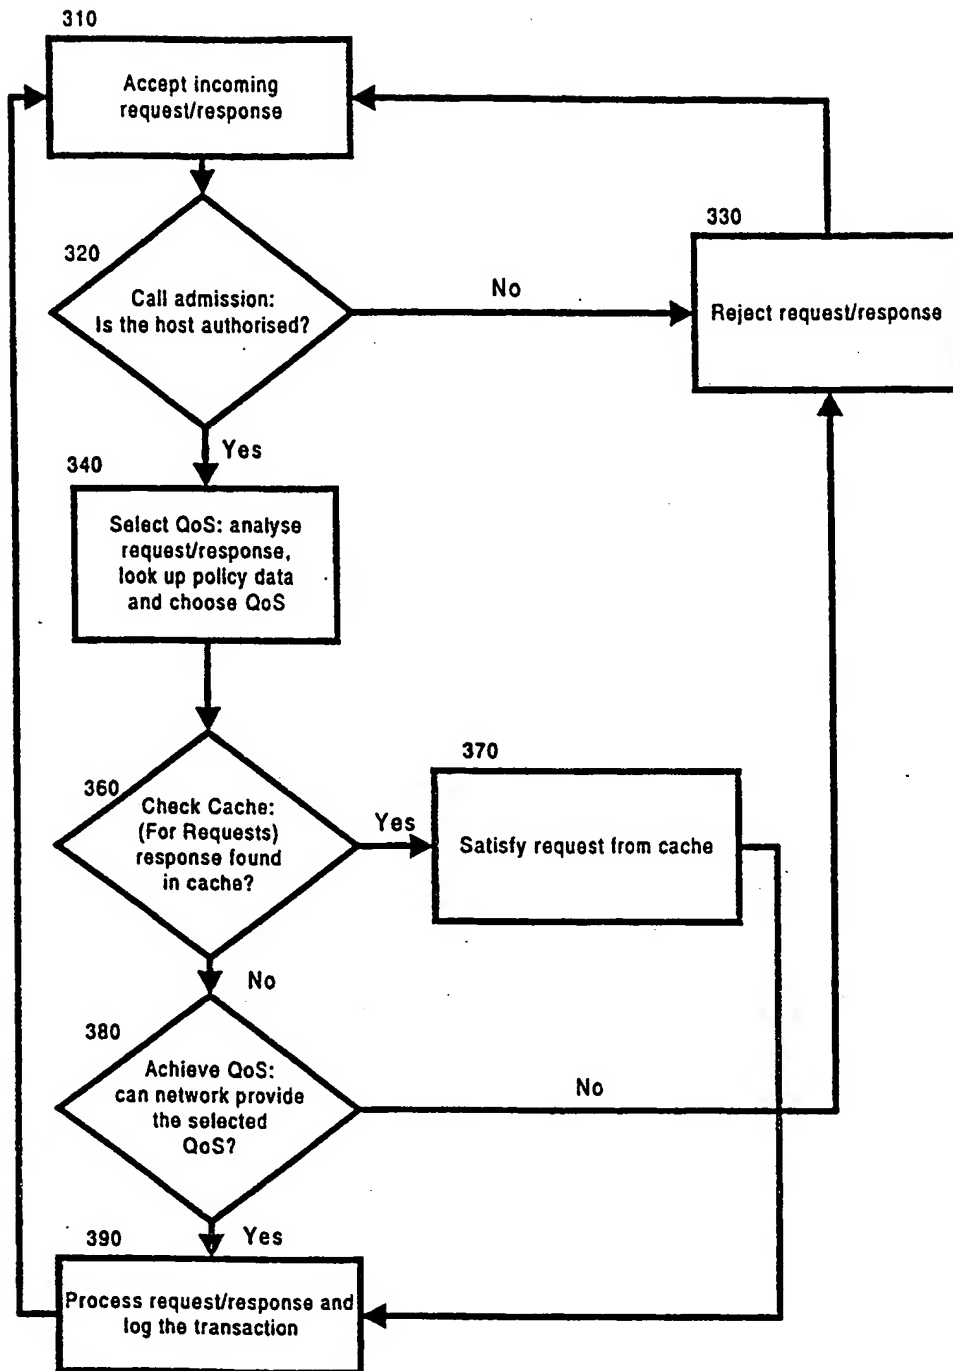 310
Accept incoming
request/response
320
Call admission:
Is the host authorised?
No
330
Reject request/response
Yes
340
Select QoS: analyse
request/response,
look up policy data
and choose QoS
360
Check Cache:
(For Requests)
response found
in cache?
Yes
370
Satisfy request from cache
No
380
Achieve QoS:
can network provide
the selected
QoS?
No
Yes
390
Process request/response and
log the transaction